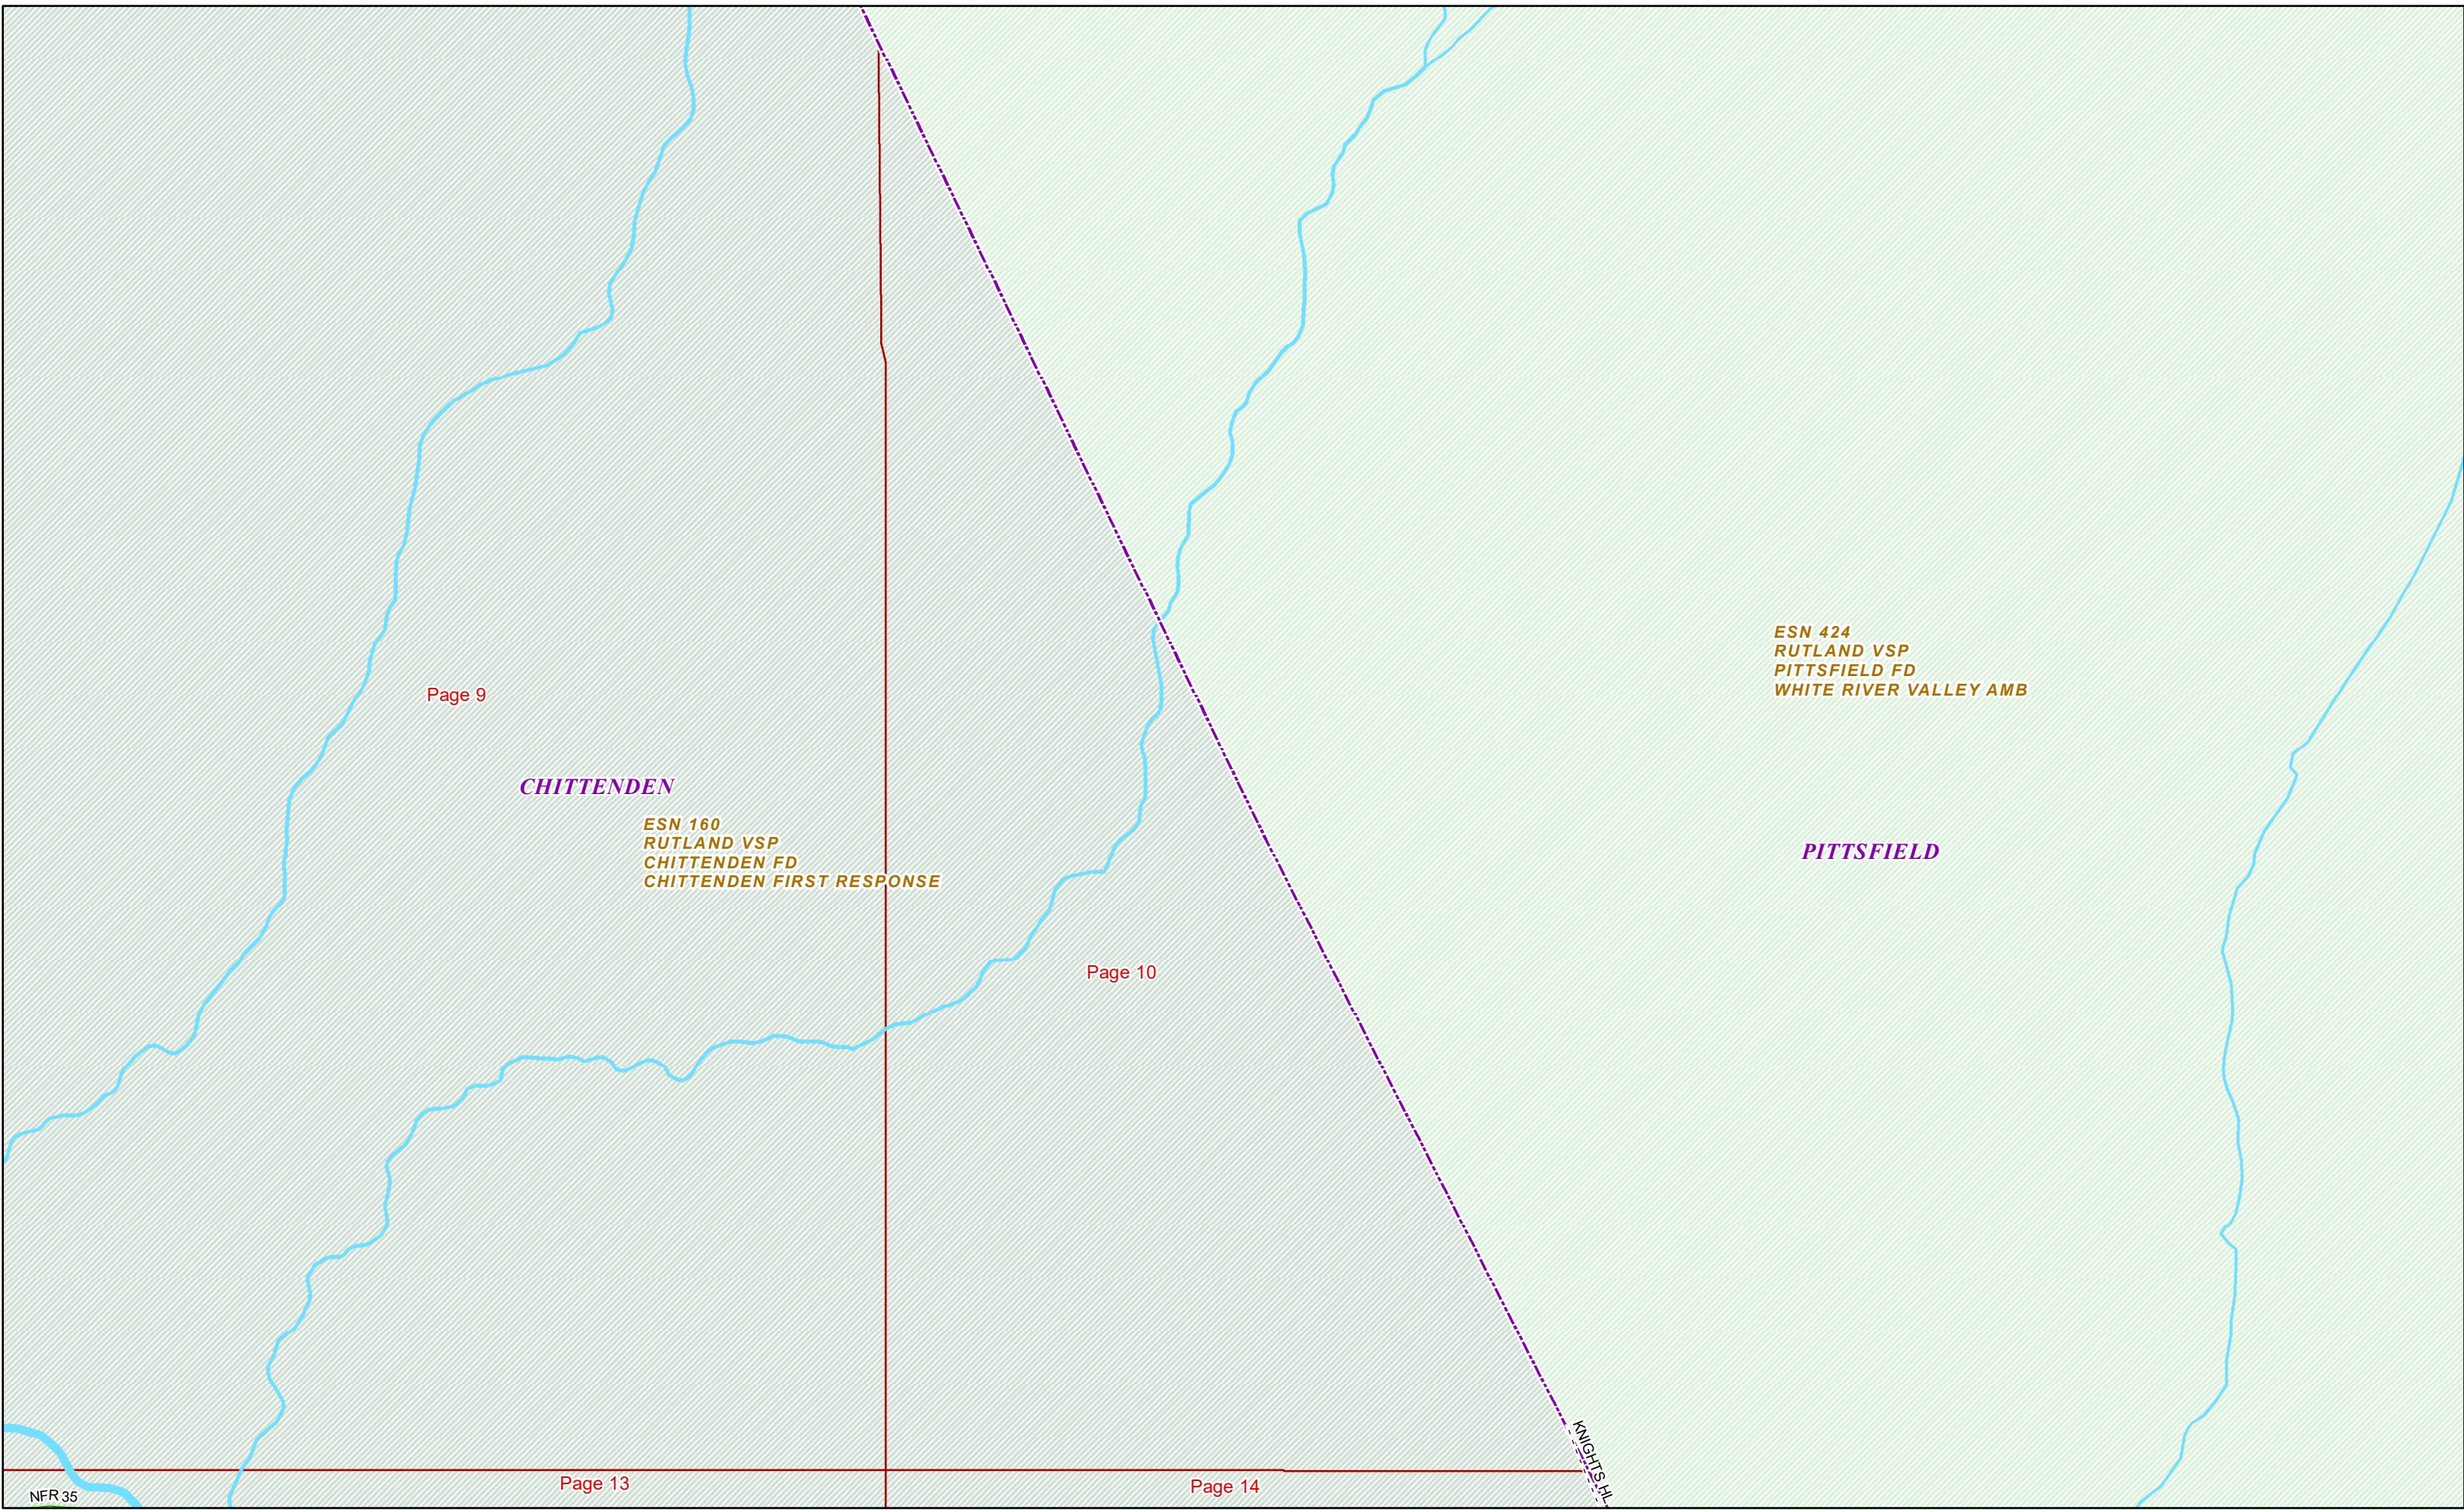 ESN 424
RUTLAND VSP
PITTSFIELD FD
WHITE RIVER VALLEY AMB
Page 9
CHITTENDEN
ESN 160
RUTLAND VSP
CHITTENDEN FD
CHITTENDEN FIRST RESPONSE
PITTSFIELD
Page 10
KNIGHTS HL
Page 13
Page 14
NFR 35